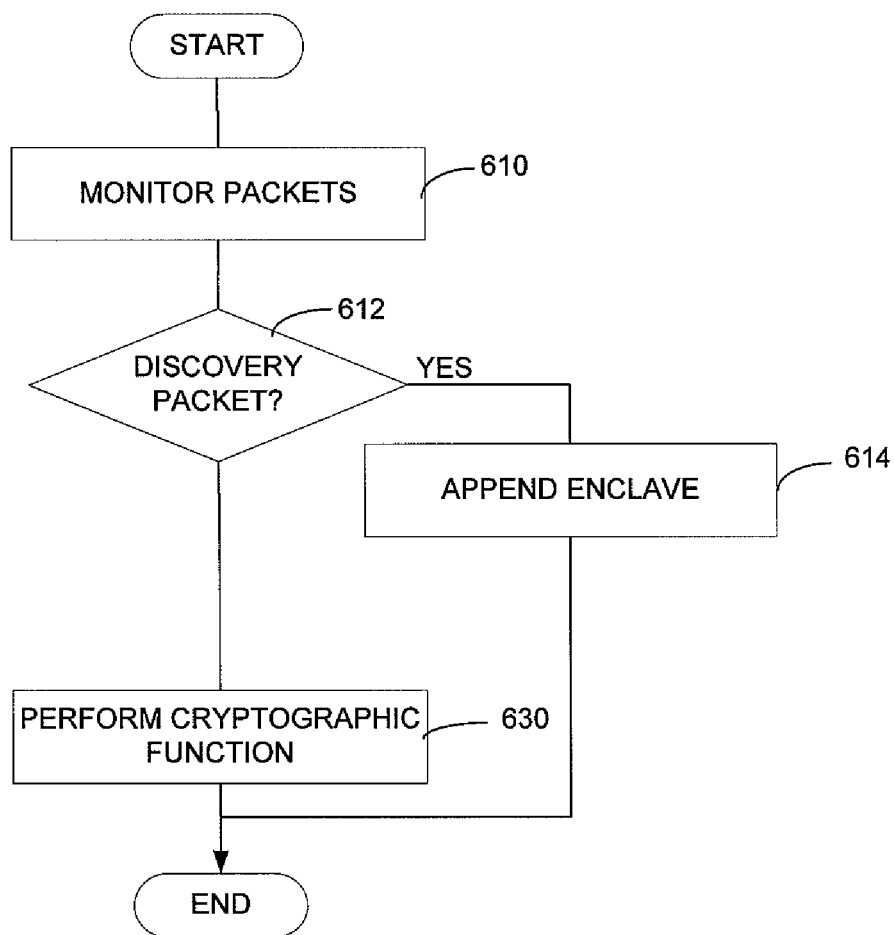 START
MONITOR PACKETS
610
612
DISCOVERY
PACKET?
YES
APPEND ENCLAVE
614
PERFORM CRYPTOGRAPHIC
FUNCTION
630
END